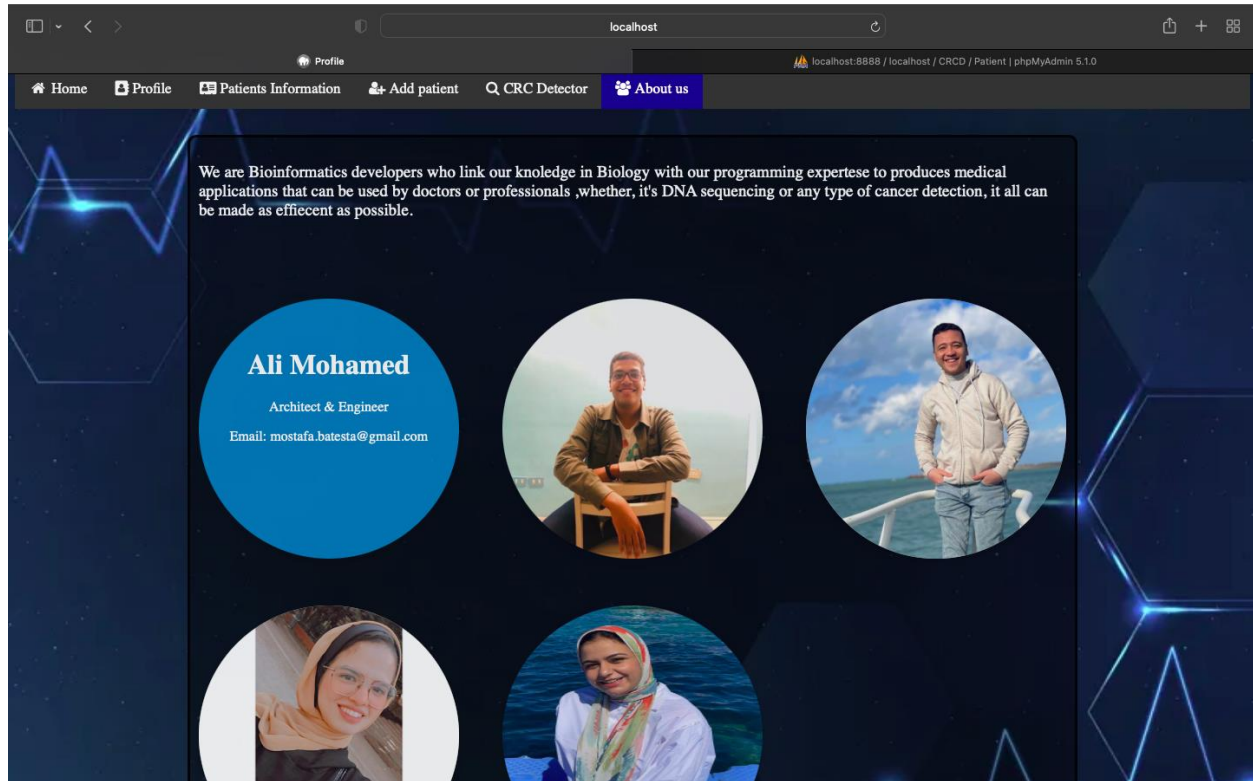 localhost
Profile
localhost:8888 / localhost / CRCD / Patient | phpMyAdmin 5.1.0
Home Profile Patients Information Add patient CRC Detector About us
We are Bioinformatics developers who link our knoledge in Biology with our programming expertese to produces medical
applications that can be used by doctors or professionals ,whether, it's DNA sequencing or any type of cancer detection, it all can
be made as effiecent as possible.
Ali Mohamed
Architect & Engineer
Email: mostafa.batesta@gmail.com